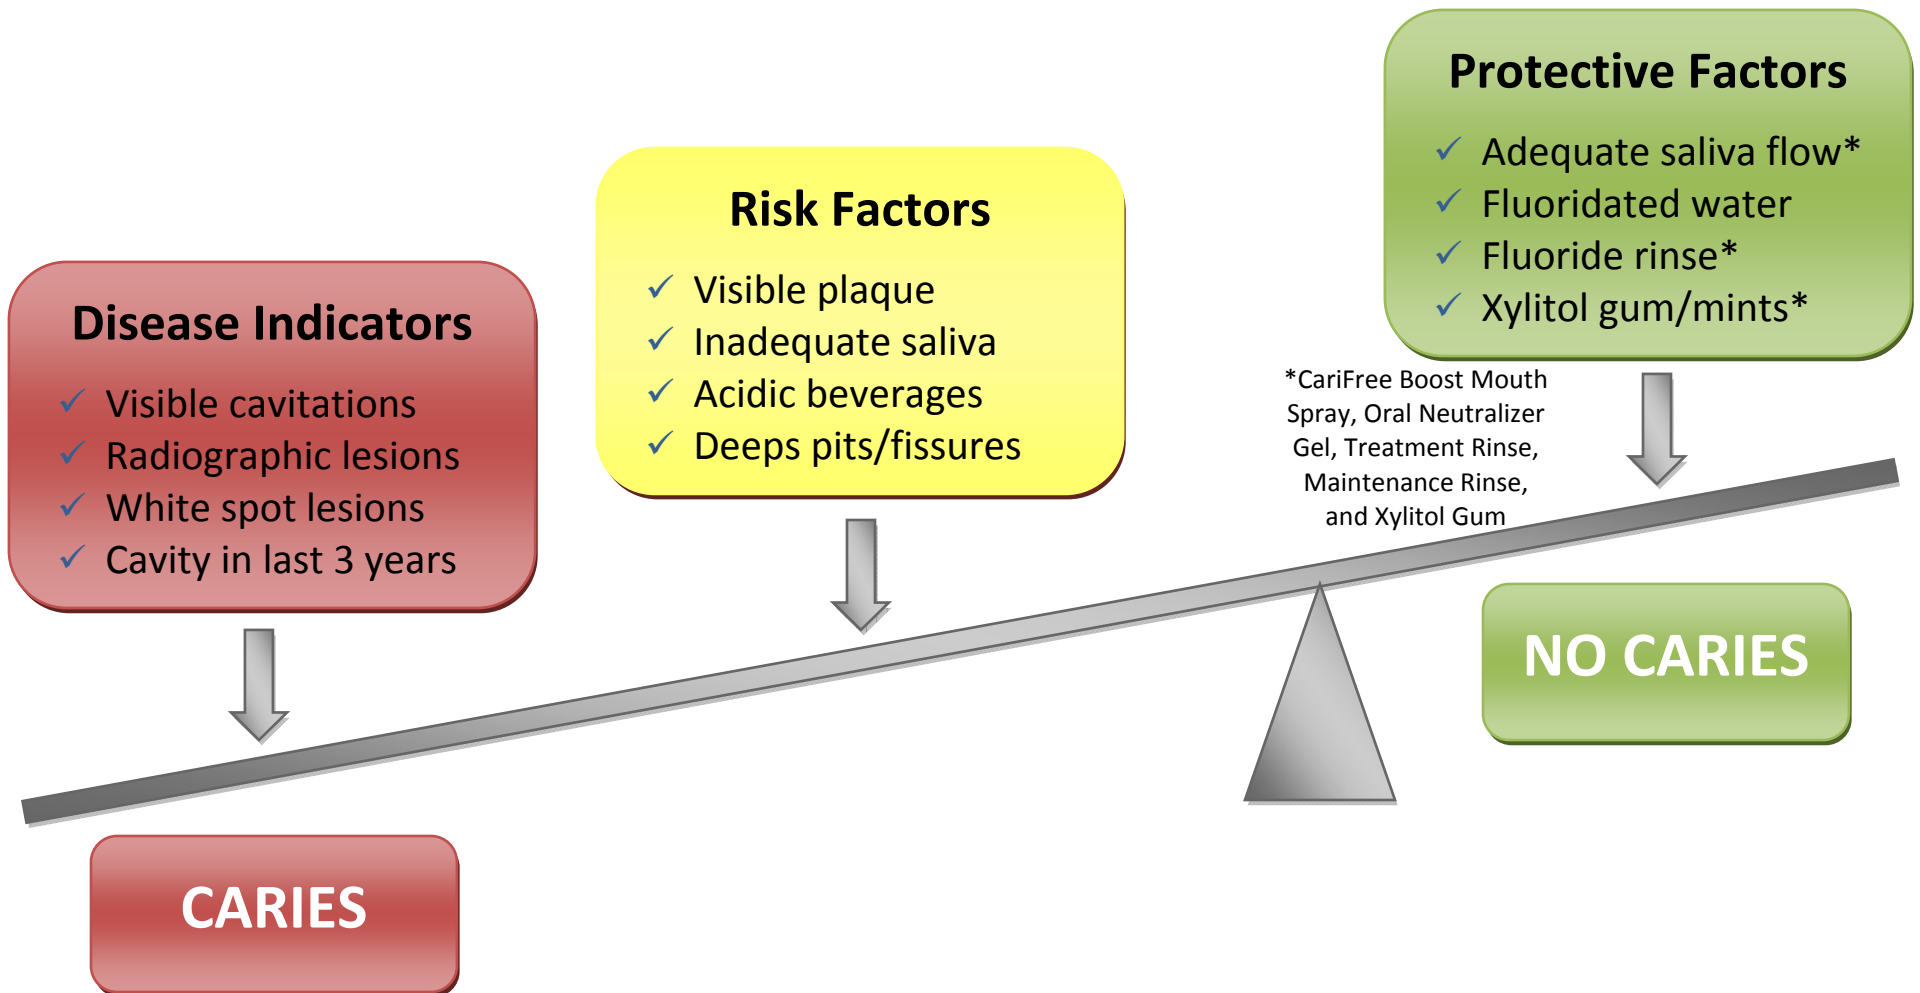 Disease Indicators
✓ Visible cavitations
✓ Radiographic lesions
✓ White spot lesions
✓ Cavity in last 3 years
Risk Factors
✓ Visible plaque
✓ Inadequate saliva
✓ Acidic beverages
✓ Deeps pits/fissures
Protective Factors
✓ Adequate saliva flow*
✓ Fluoridated water
✓ Fluoride rinse*
✓ Xylitol gum/mints*
*CariFree Boost Mouth
Spray, Oral Neutralizer
Gel, Treatment Rinse,
Maintenance Rinse,
and Xylitol Gum
NO CARIES
CARIES